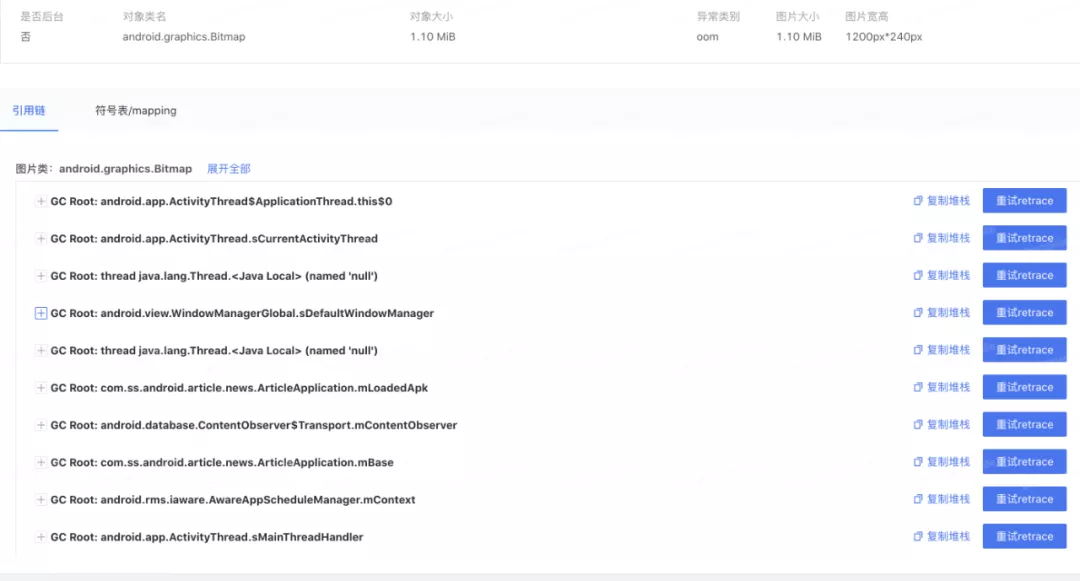 是否后台 对象类名 对象大小 异常类别 图片大小 图片宽高
否 android.graphics.Bitmap 1.10 MiB oom 1.10 MiB 1200px*240px
引用链 符号表/mapping
图片类: android.graphics.Bitmap 展开全部
GC Root: android.app.ActivityThread$ApplicationThread.this$0 复制堆栈 重试retrace
GC Root: android.app.ActivityThread.sCurrentActivityThread 复制堆栈 重试retrace
GC Root: thread java.lang.Thread.<Java Local> (named 'null') 复制堆栈 重试retrace
GC Root: android.view.WindowManagerGlobal.sDefaultWindowManager 复制堆栈 重试retrace
GC Root: thread java.lang.Thread.<Java Local> (named 'null') 复制堆栈 重试retrace
GC Root: com.ss.android.article.news.ArticleApplication.mLoadedApk 复制堆栈 重试retrace
GC Root: android.database.ContentObserver$Transport.mContentObserver 复制堆栈 重试retrace
GC Root: com.ss.android.article.news.ArticleApplication.mBase 复制堆栈 重试retrace
GC Root: android.rms.iaware.AwareAppScheduleManager.mContext 复制堆栈 重试retrace
GC Root: android.app.ActivityThread.sMainThreadHandler 复制堆栈 重试retrace